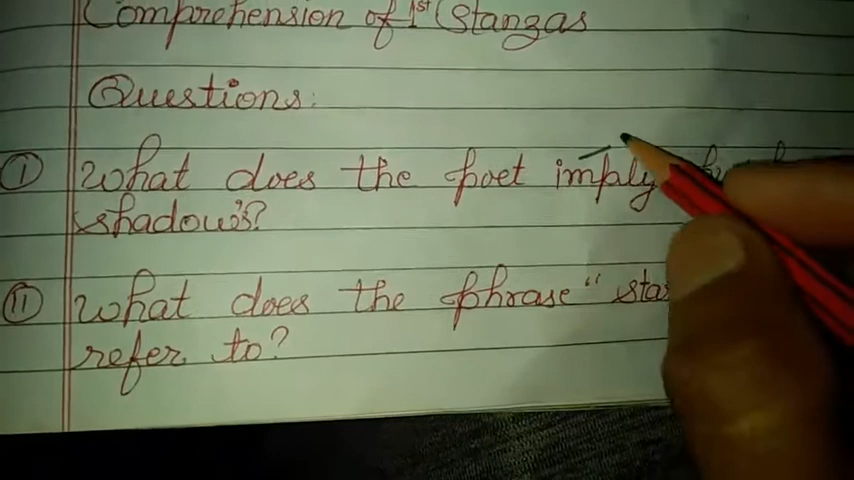 Comprehension of 1st Stanzas
Questions:
(i) What does the poet imply
shadows?
(ii) What does the phrase "
refer to?